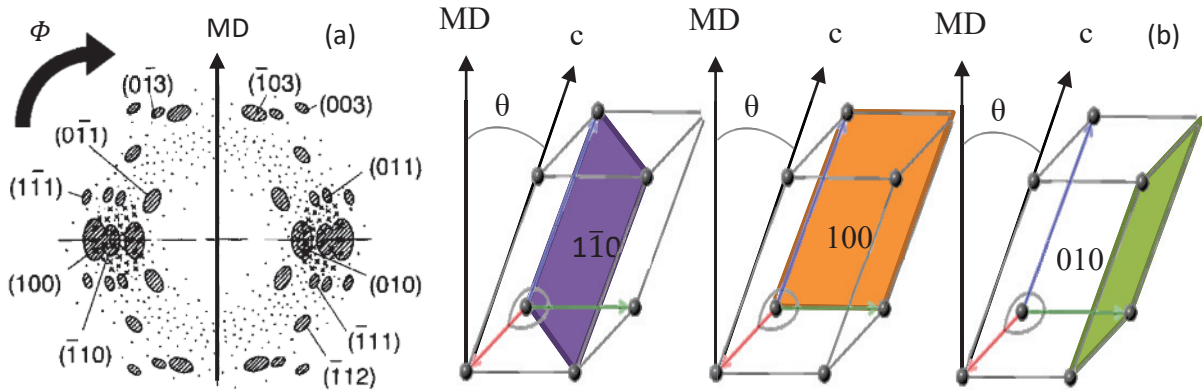 Φ
MD
(a)
(01̄3)
(1̄03)
(003)
(01̄1)
(11̄1)
(011)
(100)
(010)
(1̄10)
(1̄11)
(1̄12)
MD
c
θ
11̄0
MD
c
θ
100
MD
c
(b)
θ
010